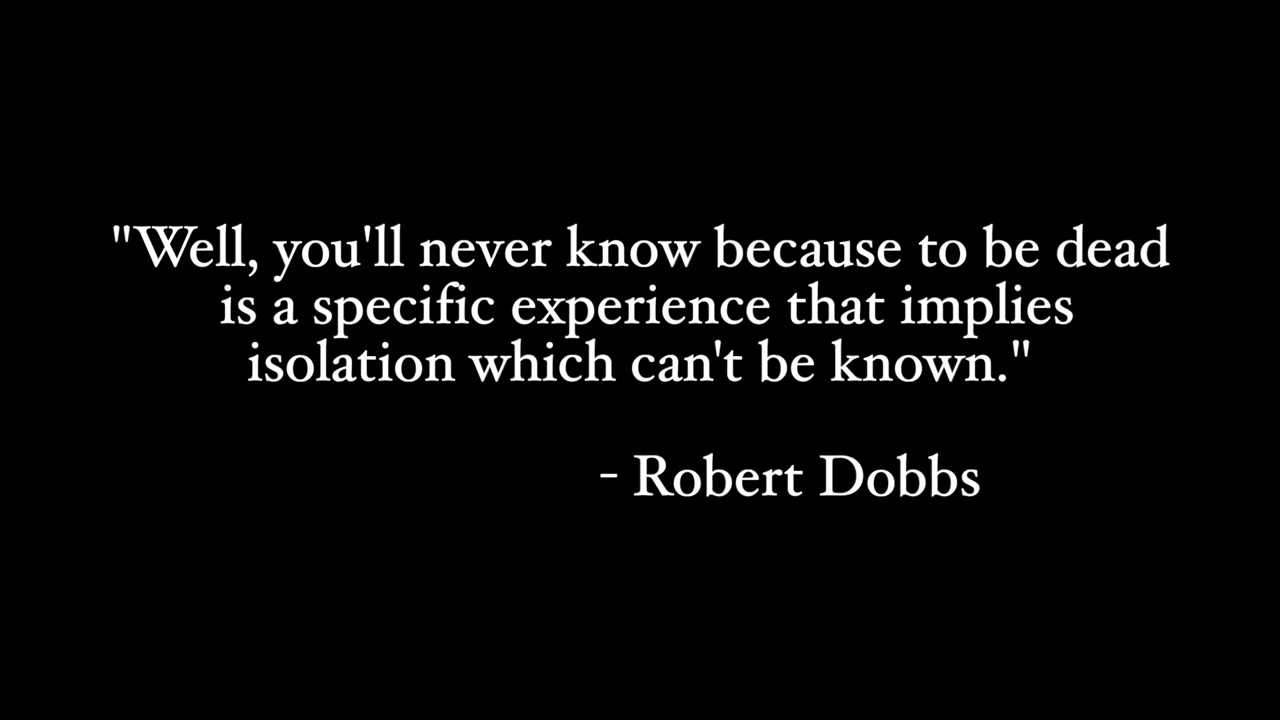 "Well, you'll never know because to be dead
is a specific experience that implies
isolation which can't be known."
- Robert Dobbs